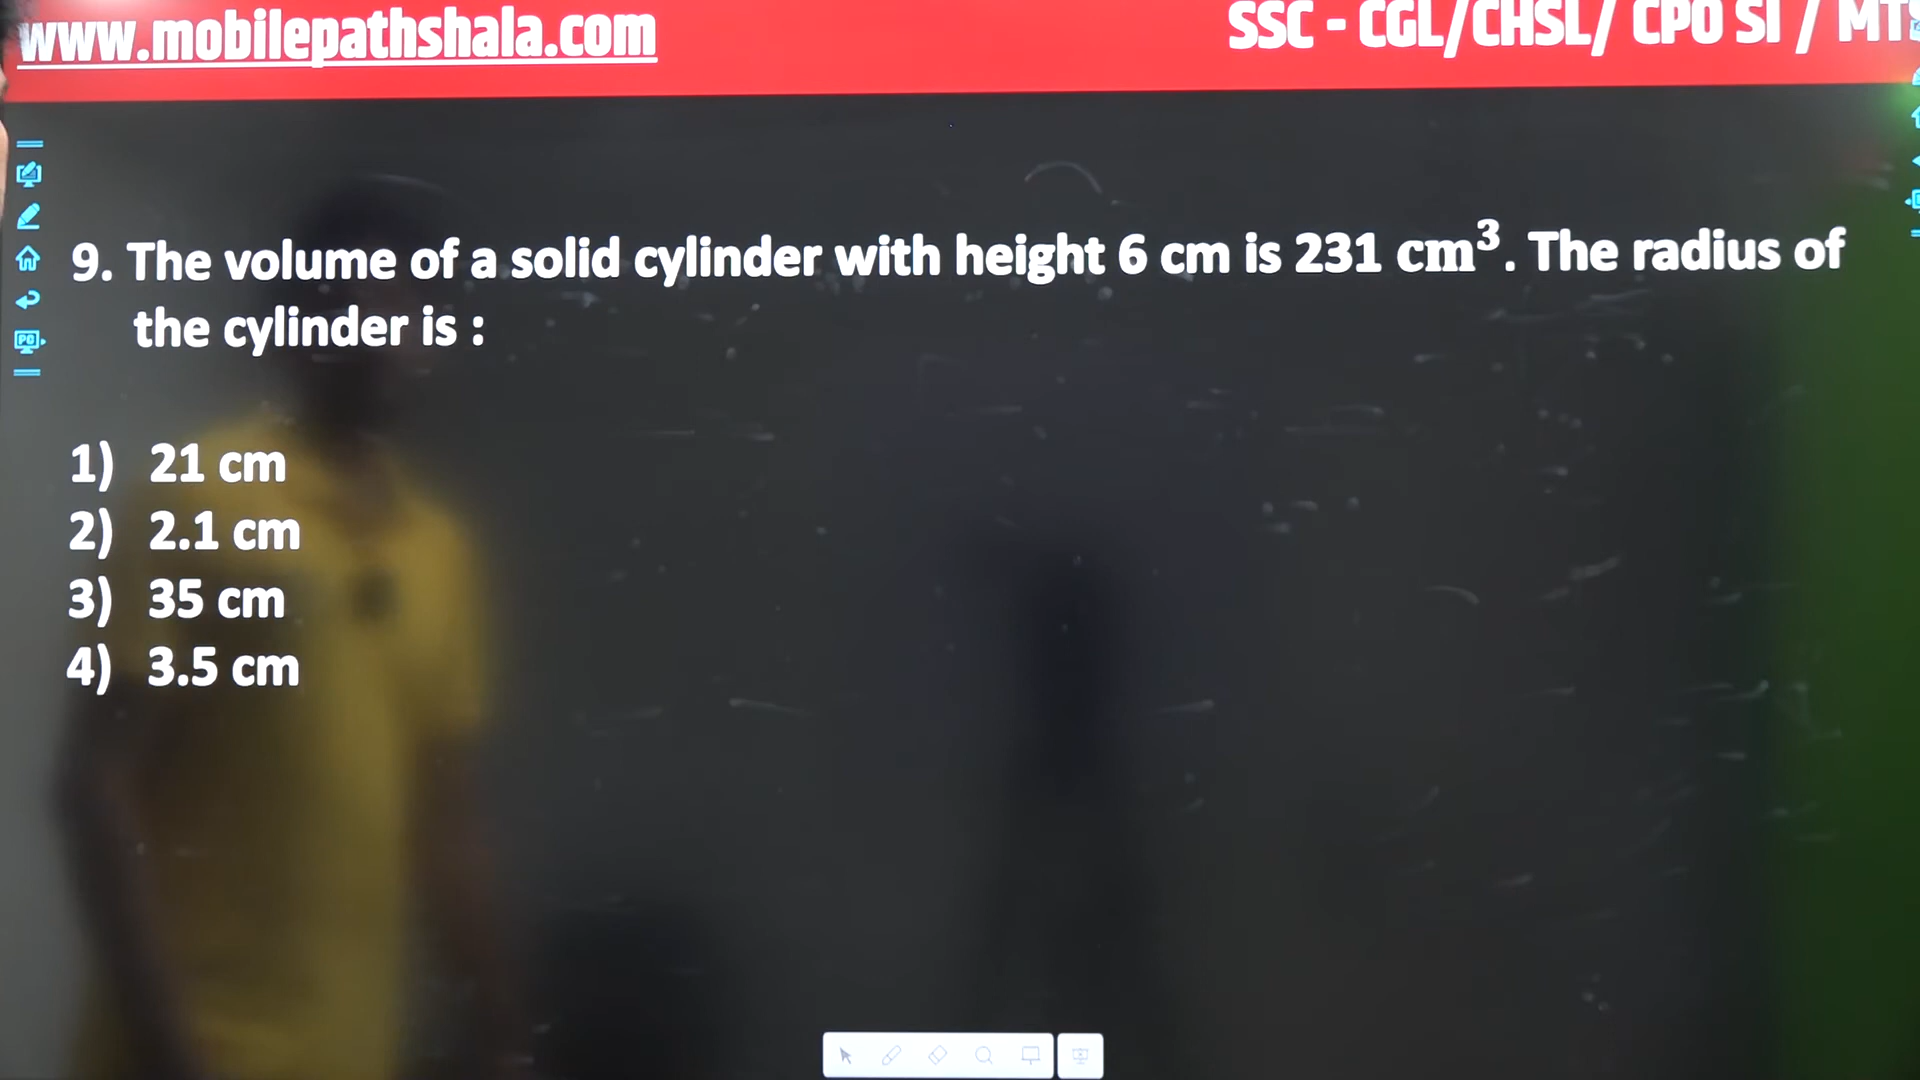 www.mobilepathshala.com
SSC - CGL/CHSL/ CPO SI / MTS
9. The volume of a solid cylinder with height 6 cm is 231 cm³. The radius of
the cylinder is :
1) 21 cm
2) 2.1 cm
3) 35 cm
4) 3.5 cm
PC